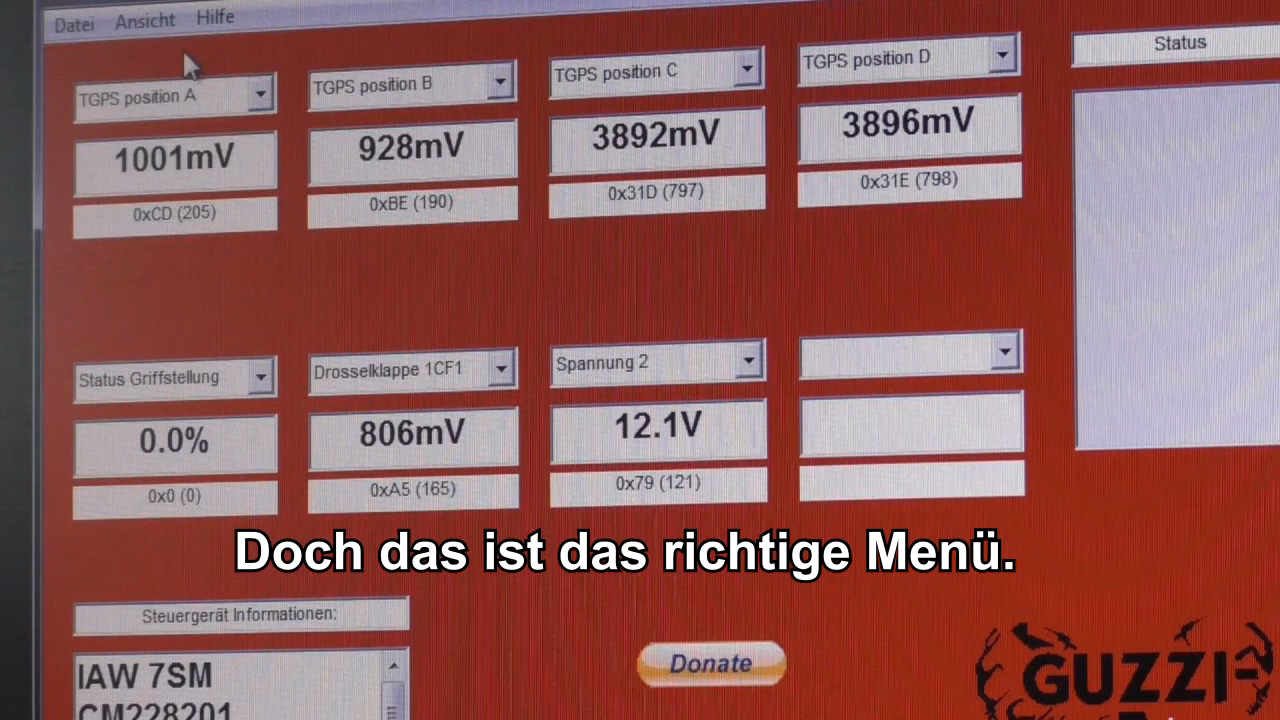 Datei Ansicht Hilfe
TGPS position A
TGPS position B
TGPS position C
TGPS position D
Status
1001mV
928mV
3892mV
3896mV
0xCD (205)
0xBE (190)
0x31D (797)
0x31E (798)
Status Griffstellung
Drosselklappe 1CF1
Spannung 2
0.0%
806mV
12.1V
0x0 (0)
0xA5 (165)
0x79 (121)
Doch das ist das richtige Menü.
Steuergerät Informationen:
IAW 7SM
CM228201
Donate
GUZZI-